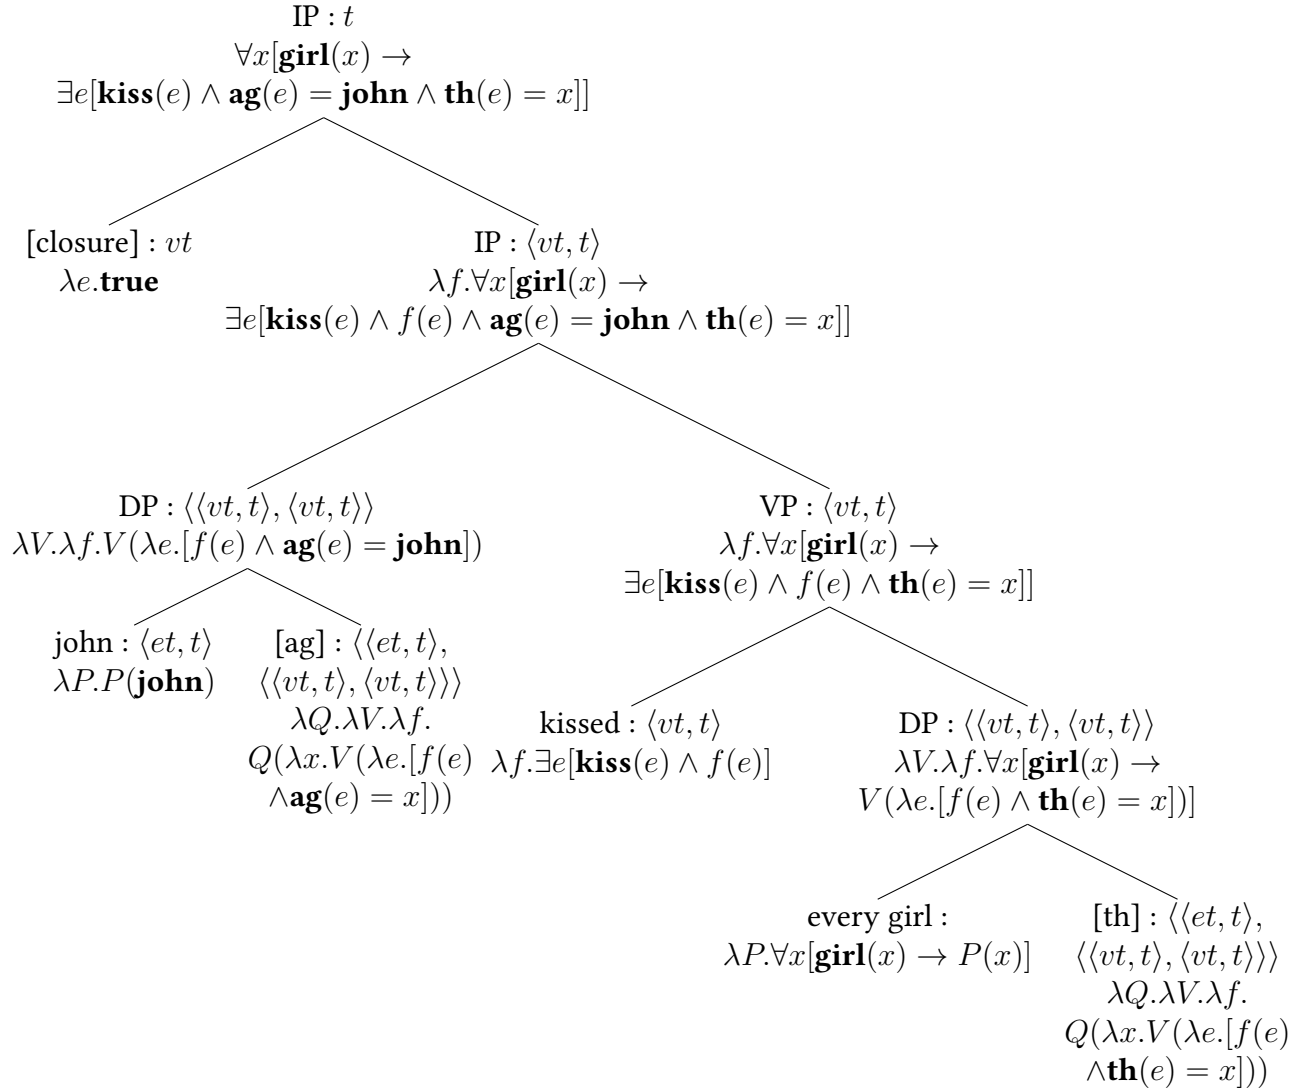 IP : t
∀x[girl(x) →
∃e[kiss(e) ∧ ag(e) = john ∧ th(e) = x]]
[closure] : vt
λe.true
IP : ⟨vt, t⟩
λf.∀x[girl(x) →
∃e[kiss(e) ∧ f(e) ∧ ag(e) = john ∧ th(e) = x]]
DP : ⟨⟨vt, t⟩, ⟨vt, t⟩⟩
λV.λf.V(λe.[f(e) ∧ ag(e) = john])
VP : ⟨vt, t⟩
λf.∀x[girl(x) →
∃e[kiss(e) ∧ f(e) ∧ th(e) = x]]
john : ⟨et, t⟩
λP.P(john)
[ag] : ⟨⟨et, t⟩,
⟨⟨vt, t⟩, ⟨vt, t⟩⟩⟩
λQ.λV.λf.
Q(λx.V(λe.[f(e)
∧ag(e) = x]))
kissed : ⟨vt, t⟩
λf.∃e[kiss(e) ∧ f(e)]
DP : ⟨⟨vt, t⟩, ⟨vt, t⟩⟩
λV.λf.∀x[girl(x) →
V(λe.[f(e) ∧ th(e) = x])]
every girl :
λP.∀x[girl(x) → P(x)]
[th] : ⟨⟨et, t⟩,
⟨⟨vt, t⟩, ⟨vt, t⟩⟩⟩
λQ.λV.λf.
Q(λx.V(λe.[f(e)
∧th(e) = x]))